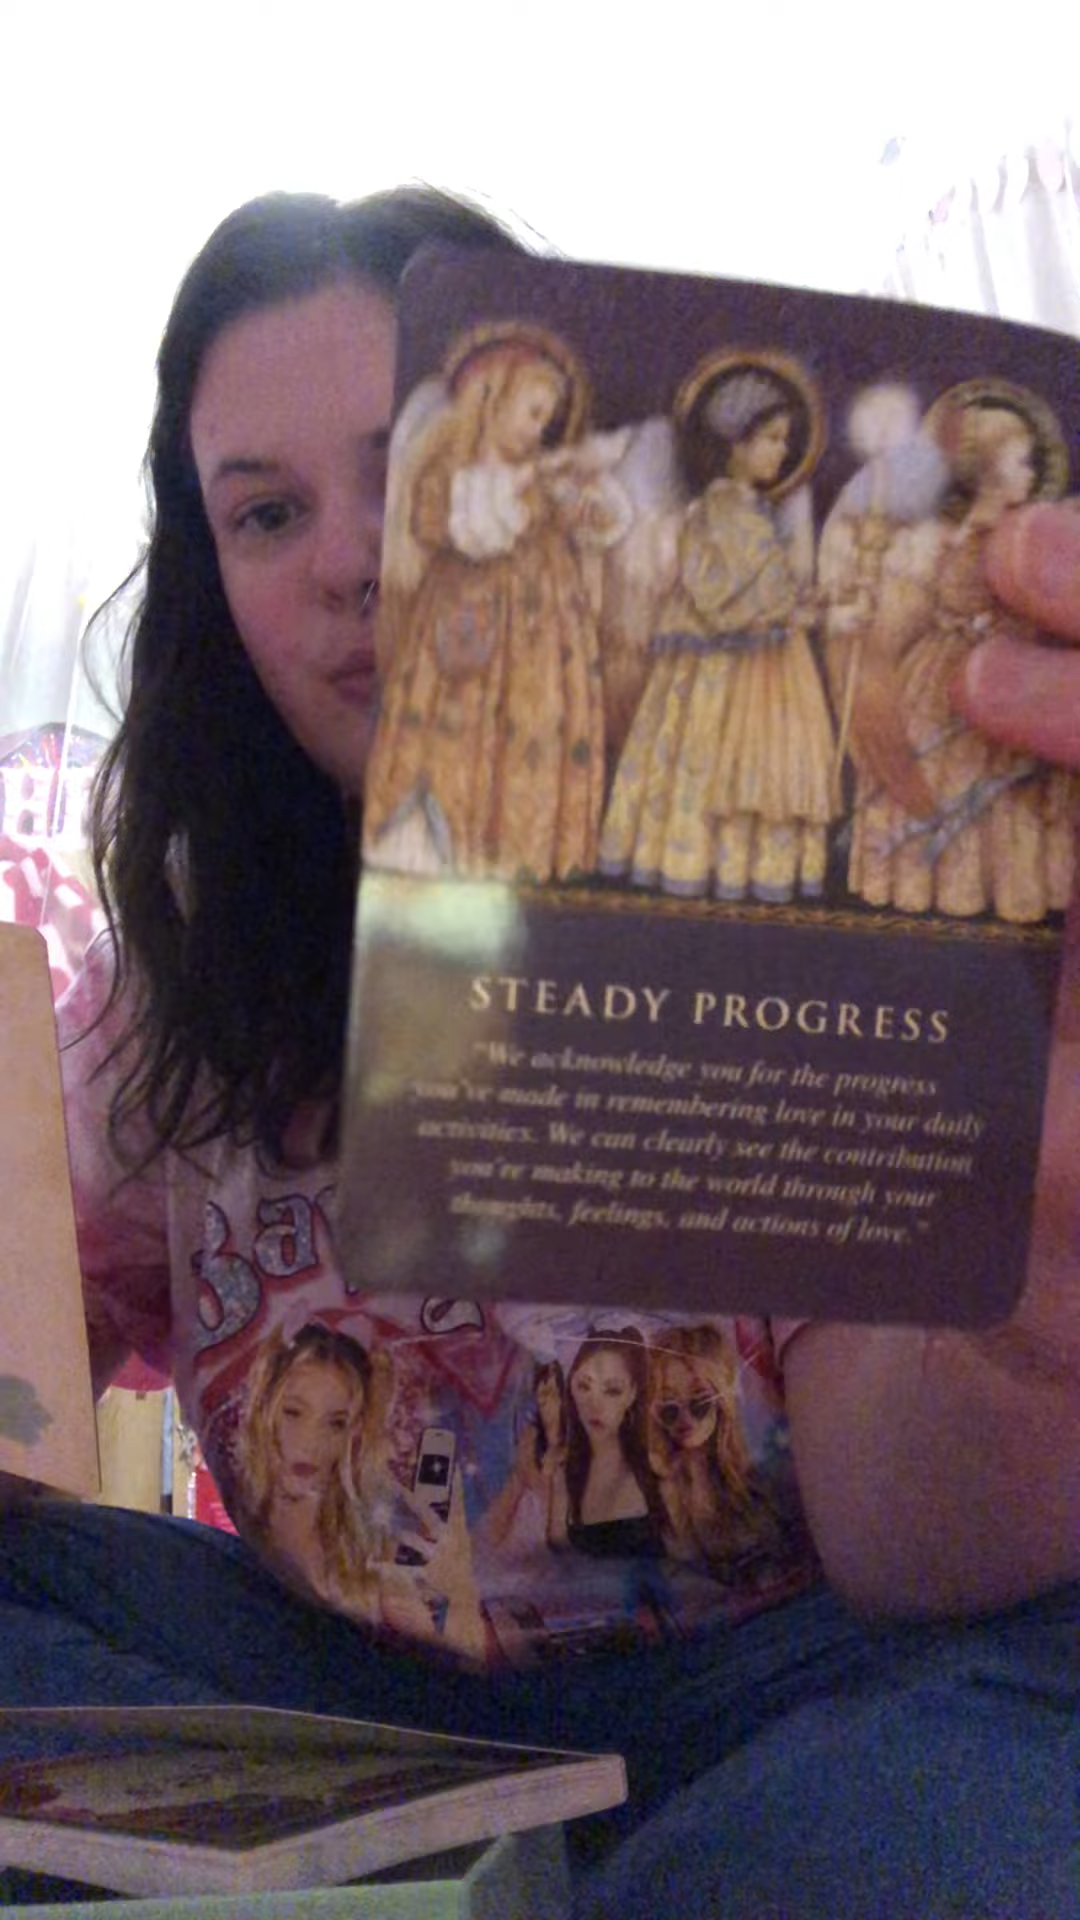 STEADY PROGRESS
"We acknowledge you for the progress
you've made in remembering love in your daily
activities. We can clearly see the contribution
you're making to the world through your
thoughts, feelings, and actions of love."